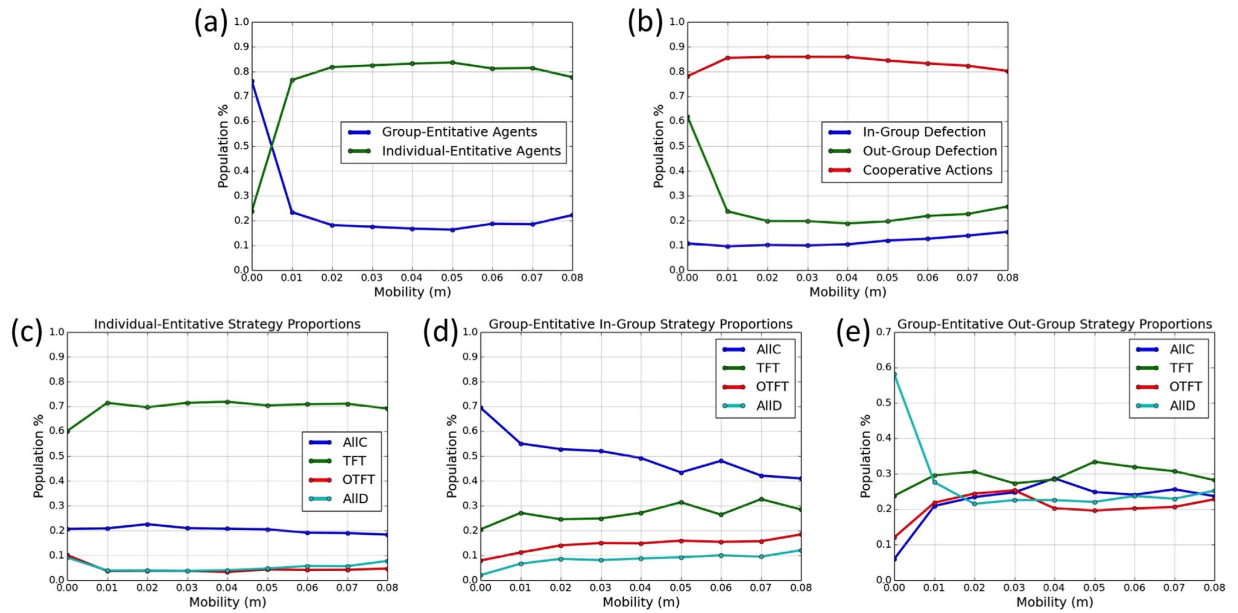 (a)
1.0
0.9
0.8
0.7
0.6
0.5
0.4
0.3
0.2
0.1
0.0
Population %
Group-Entitative Agents
Individual-Entitative Agents
0.00 0.01 0.02 0.03 0.04 0.05 0.06 0.07 0.08
Mobility (m)
(b)
1.0
0.9
0.8
0.7
0.6
0.5
0.4
0.3
0.2
0.1
0.0
Population %
In-Group Defection
Out-Group Defection
Cooperative Actions
0.00 0.01 0.02 0.03 0.04 0.05 0.06 0.07 0.08
Mobility (m)
(c)
Individual-Entitative Strategy Proportions
1.0
0.9
0.8
0.7
0.6
0.5
0.4
0.3
0.2
0.1
0.0
Population %
AllC
TFT
OTFT
AllD
0.00 0.01 0.02 0.03 0.04 0.05 0.06 0.07 0.08
Mobility (m)
(d)
Group-Entitative In-Group Strategy Proportions
1.0
0.9
0.8
0.7
0.6
0.5
0.4
0.3
0.2
0.1
0.0
Population %
AllC
TFT
OTFT
AllD
0.00 0.01 0.02 0.03 0.04 0.05 0.06 0.07 0.08
Mobility (m)
(e)
Group-Entitative Out-Group Strategy Proportions
0.7
0.6
0.5
0.4
0.3
0.2
0.1
0.0
Population %
AllC
TFT
OTFT
AllD
0.00 0.01 0.02 0.03 0.04 0.05 0.06 0.07 0.08
Mobility (m)